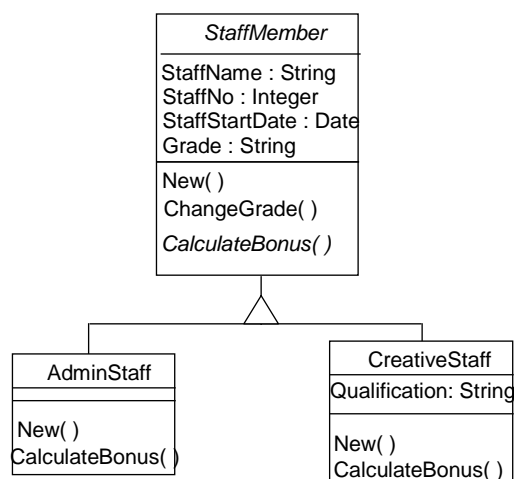 StaffMember
StaffName : String
StaffNo : Integer
StaffStartDate : Date
Grade : String
New( )
ChangeGrade( )
CalculateBonus( )
AdminStaff
New( )
CalculateBonus( )
CreativeStaff
Qualification: String
New( )
CalculateBonus( )